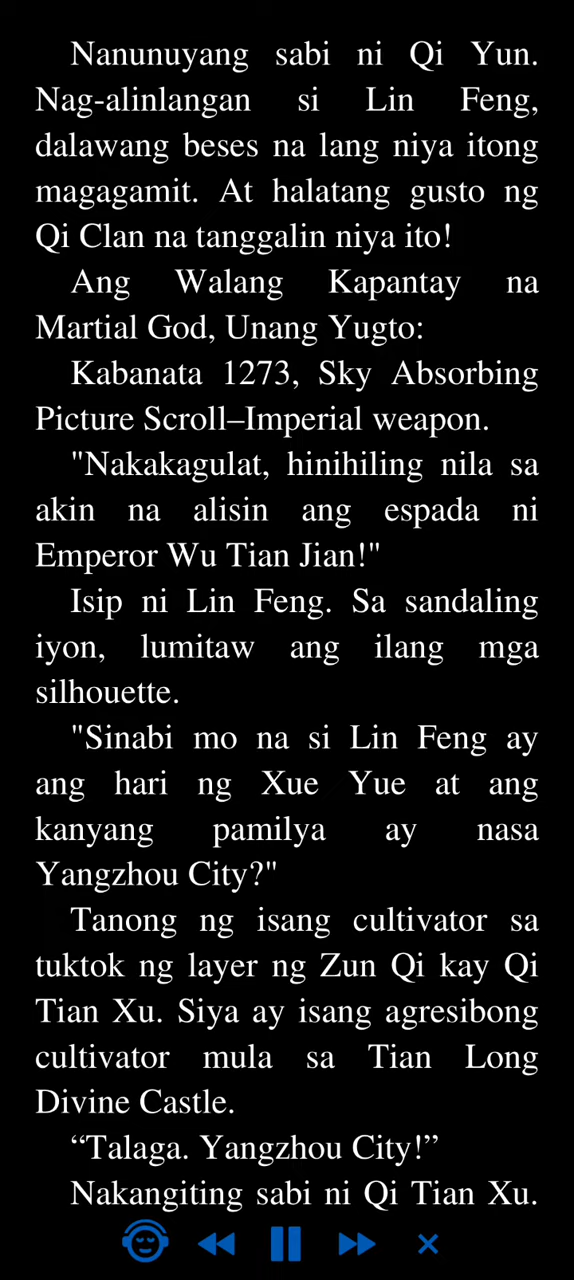 Nanunuyang sabi ni Qi Yun.
Nag-alinlangan si Lin Feng,
dalawang beses na lang niya itong
magagamit. At halatang gusto ng
Qi Clan na tanggalin niya ito!
Ang Walang Kapantay na
Martial God, Unang Yugto:
Kabanata 1273, Sky Absorbing
Picture Scroll–Imperial weapon.
"Nakakagulat, hinihiling nila sa
akin na alisin ang espada ni
Emperor Wu Tian Jian!"
Isip ni Lin Feng. Sa sandaling
iyon, lumitaw ang ilang mga
silhouette.
"Sinabi mo na si Lin Feng ay
ang hari ng Xue Yue at ang
kanyang pamilya ay nasa
Yangzhou City?"
Tanong ng isang cultivator sa
tuktok ng layer ng Zun Qi kay Qi
Tian Xu. Siya ay isang agresibong
cultivator mula sa Tian Long
Divine Castle.
“Talaga. Yangzhou City!”
Nakangiting sabi ni Qi Tian Xu.